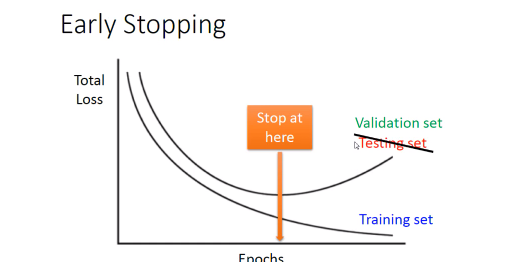 Early Stopping
Total
Loss
Stop at
here
Validation set
Testing set
Training set
Epochs